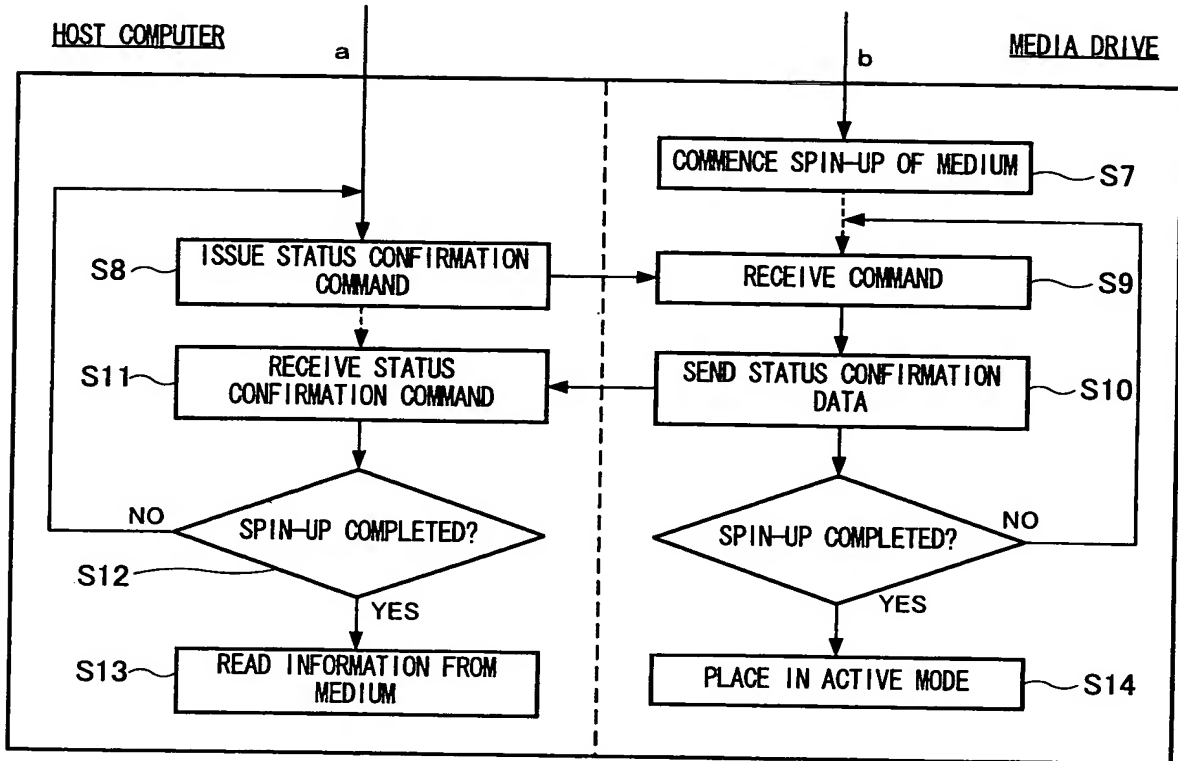 HOST COMPUTER
a
b
MEDIA DRIVE
COMMENCE SPIN-UP OF MEDIUM
S7
S8
ISSUE STATUS CONFIRMATION
COMMAND
RECEIVE COMMAND
S9
S11
RECEIVE STATUS
CONFIRMATION COMMAND
SEND STATUS CONFIRMATION
DATA
S10
NO
SPIN-UP COMPLETED?
S12
YES
SPIN-UP COMPLETED?
NO
YES
S13
READ INFORMATION FROM
MEDIUM
PLACE IN ACTIVE MODE
S14